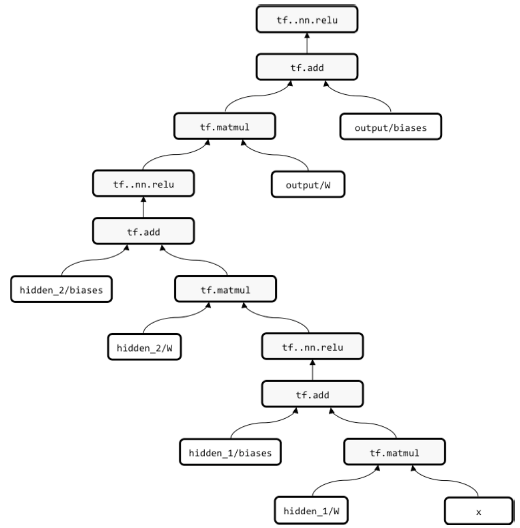 tf..nn.relu
tf.add
tf.matmul
output/biases
tf..nn.relu
output/W
tf.add
hidden_2/biases
tf.matmul
hidden_2/W
tf..nn.relu
tf.add
hidden_1/biases
tf.matmul
hidden_1/W
x